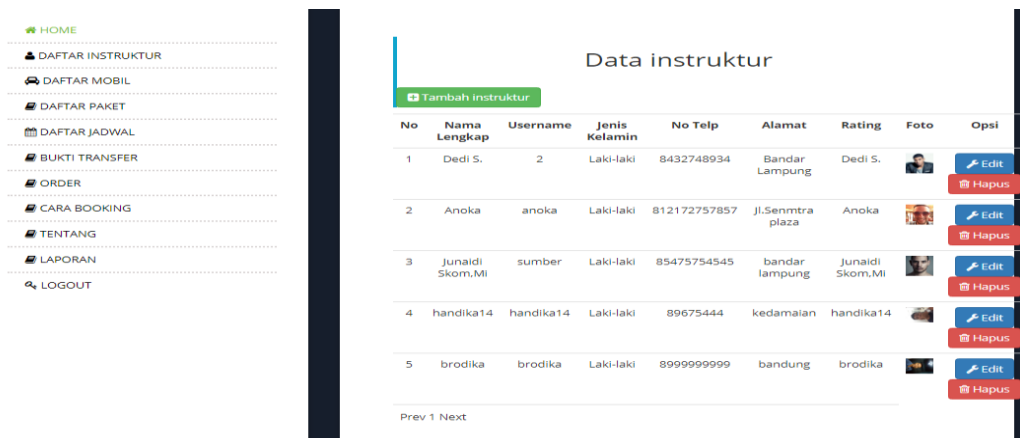 HOME
DAFTAR INSTRUKTUR
DAFTAR MOBIL
DAFTAR PAKET
DAFTAR JADWAL
BUKTI TRANSFER
ORDER
CARA BOOKING
TENTANG
LAPORAN
LOGOUT
Data instruktur
Tambah instruktur
No Nama Lengkap Username Jenis Kelamin No Telp Alamat Rating Foto Opsi
1 Dedi S. 2 Laki-laki 8432748934 Bandar Lampung Dedi S. Edit
Hapus
2 Anoka anoka Laki-laki 812172757857 Jl.Senmtra plaza Anoka Edit
Hapus
3 Junaidi Skom,Mi sumber Laki-laki 85475754545 bandar lampung Junaidi Skom,Mi Edit
Hapus
4 handika14 handika14 Laki-laki 89675444 kedamaian handika14 Edit
Hapus
5 brodika brodika Laki-laki 8999999999 bandung brodika Edit
Hapus
Prev 1 Next